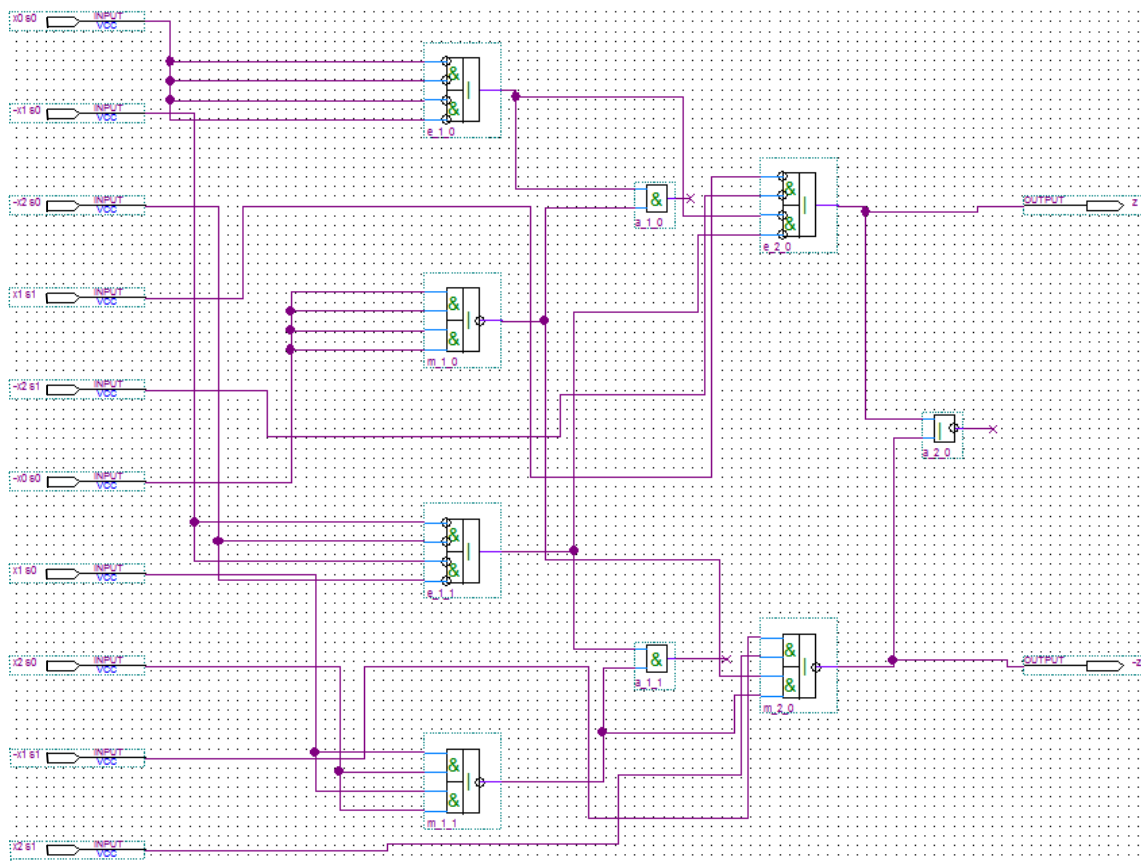 x0 s0 INPUT VCC
e_1_0
-x1 s0 INPUT VCC
&
&
|
-x2 s0 INPUT VCC
a_1_0
&
e_2_0
&
&
|
OUTPUT z
x1 s1 INPUT VCC
m_1_0
&
&
|
-x2 s1 INPUT VCC
a_2_0
|
-x0 s0 INPUT VCC
e_1_1
&
&
|
x1 s0 INPUT VCC
x2 s0 INPUT VCC
a_1_1
&
m_2_0
&
&
|
OUTPUT -z
-x1 s1 INPUT VCC
m_1_1
&
&
|
x2 s1 INPUT VCC